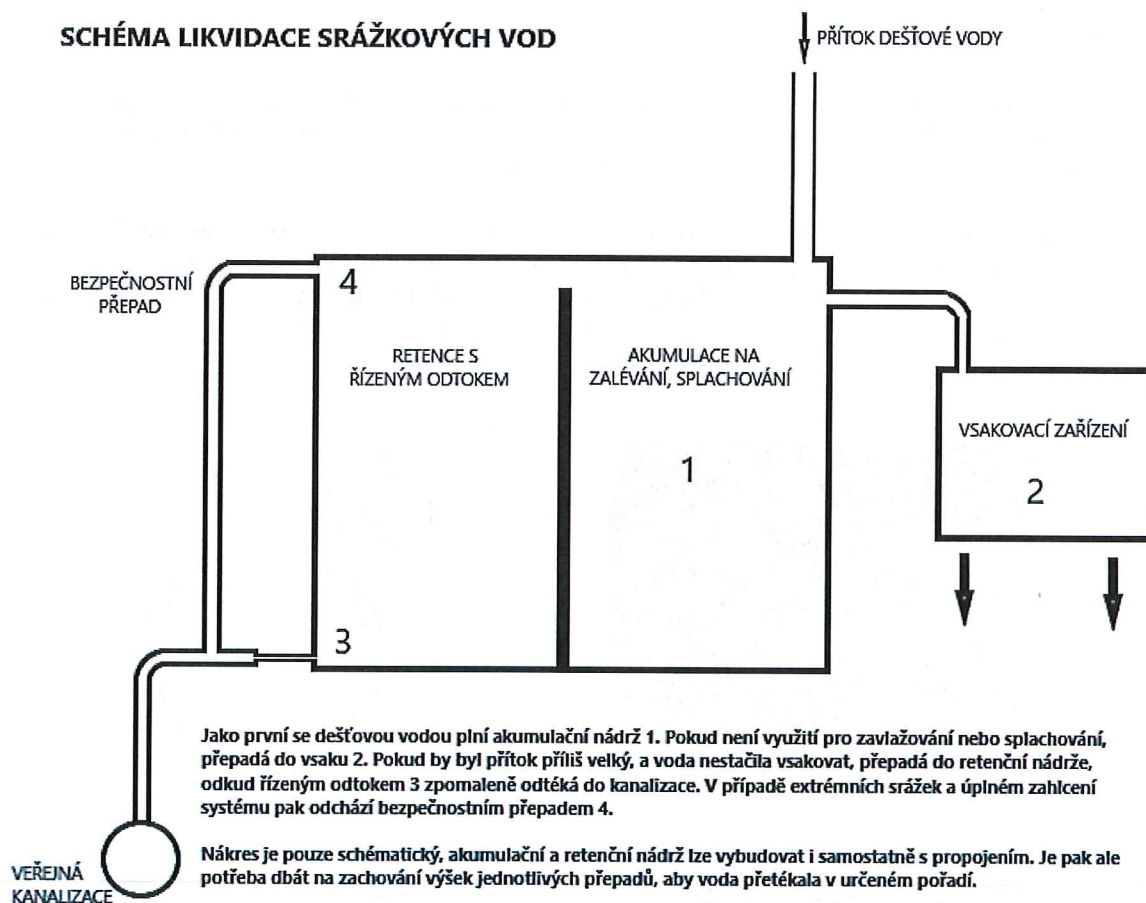 SCHÉMA LIKVIDACE SRÁŽKOVÝCH VOD
PŘÍTOK DEŠŤOVÉ VODY
BEZPEČNOSTNÍ
PŘEPAD
4
RETENCE S
ŘÍZENÝM ODTOKEM
AKUMULACE NA
ZALÉVÁNÍ, SPLACHOVÁNÍ
1
VSAKOVACÍ ZAŘÍZENÍ
2
3
Jako první se dešťovou vodou plní akumulační nádrž 1. Pokud není využití pro zavlažování nebo splachování,
přepadá do vsaku 2. Pokud by byl přítok příliš velký, a voda nestačila vsakovat, přepadá do retenční nádrže,
odkud řízeným odtokem 3 zpomaleně odtéká do kanalizace. V případě extrémních srážek a úplném zahlcení
systému pak odchází bezpečnostním přepadem 4.
Nákres je pouze schématický, akumulační a retenční nádrž lze vybudovat i samostatně s propojením. Je pak ale
potřeba dbát na zachování výšek jednotlivých přepadů, aby voda přetékala v určeném pořadí.
VEŘEJNÁ
KANALIZACE